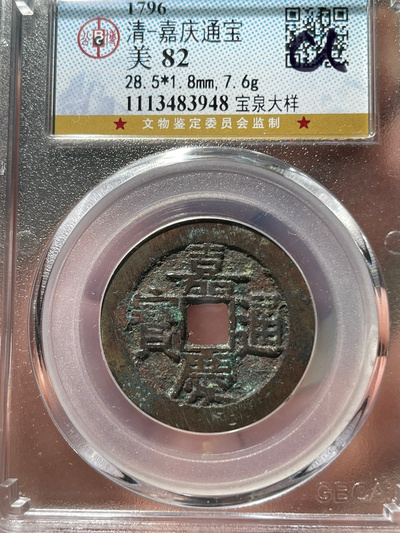 1796
清-嘉庆通宝
美 82
28.5*1.8mm, 7.6g
1113483948 宝泉大样
★ 文物鉴定委员会监制 ★
嘉
寶 通
慶